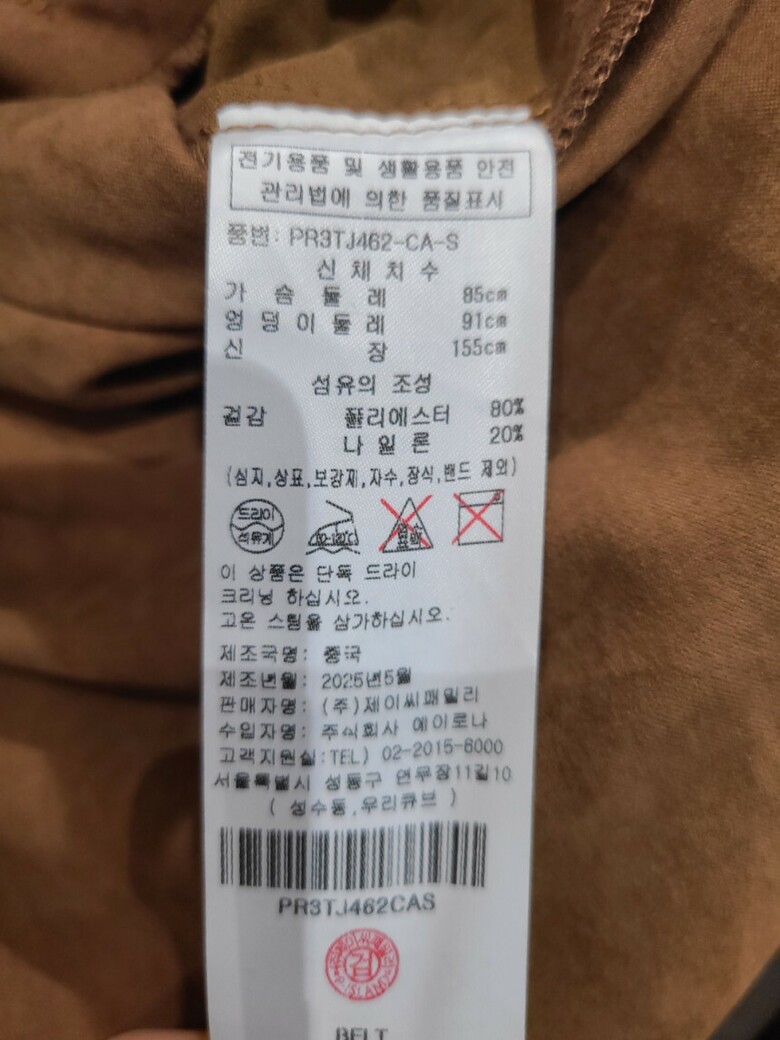 전기용품 및 생활용품 안전
관리법에 의한 품질표시
품번: PR3TJ462-CA-S
신 체 치 수
가 슴 둘 레 85cm
엉 덩 이 둘 레 91cm
신 장 155cm
섬유의 조성
겉감 폴리에스터 80%
나 일 론 20%
(심지,상표,보강재,자수,장식,밴드 제외)
드라이
석유계
이 상품은 단독 드라이
크리닝 하십시오.
고온 스팀을 삼가하십시오.
제조국명: 중국
제조년월: 2025년5월
판매자명: (주)제이씨패밀리
수입자명: 주식회사 에이로나
고객지원실:TEL) 02-2015-6000
서울특별시 성동구 연무장11길10
( 성수동,우리큐브 )
PR3TJ462CAS
검
BELT